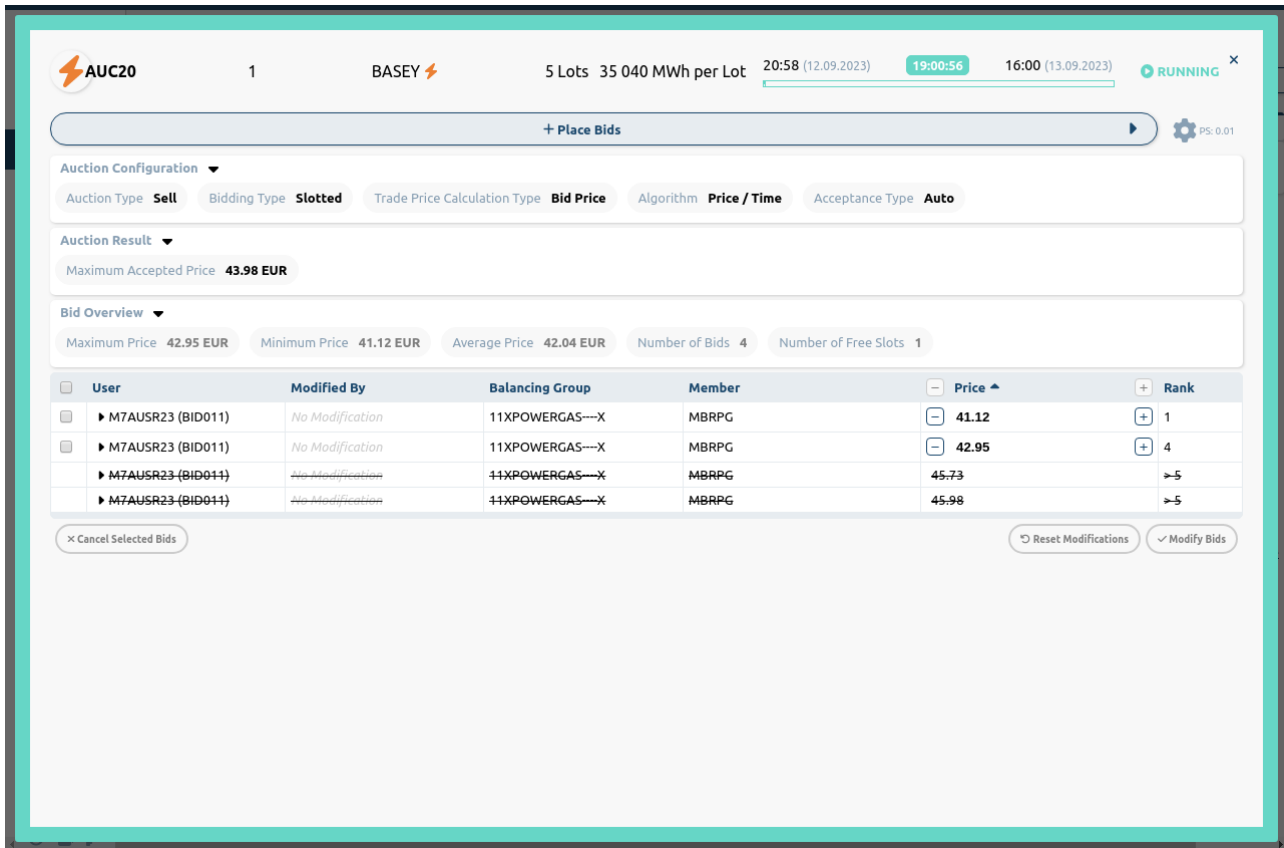 AUC20 1 BASEY 5 Lots 35 040 MWh per Lot 20:58 (12.09.2023) 19:00:56 16:00 (13.09.2023) RUNNING ×
+ Place Bids PS: 0.01
Auction Configuration
Auction Type Sell Bidding Type Slotted Trade Price Calculation Type Bid Price Algorithm Price / Time Acceptance Type Auto
Auction Result
Maximum Accepted Price 43.98 EUR
Bid Overview
Maximum Price 42.95 EUR Minimum Price 41.12 EUR Average Price 42.04 EUR Number of Bids 4 Number of Free Slots 1
User Modified By Balancing Group Member − Price + Rank
M7AUSR23 (BID011) No Modification 11XPOWERGAS----X MBRPG − 41.12 + 1
M7AUSR23 (BID011) No Modification 11XPOWERGAS----X MBRPG − 42.95 + 4
M7AUSR23 (BID011) No Modification 11XPOWERGAS----X MBRPG 45.73 > 5
M7AUSR23 (BID011) No Modification 11XPOWERGAS----X MBRPG 45.98 > 5
× Cancel Selected Bids Reset Modifications ✓ Modify Bids